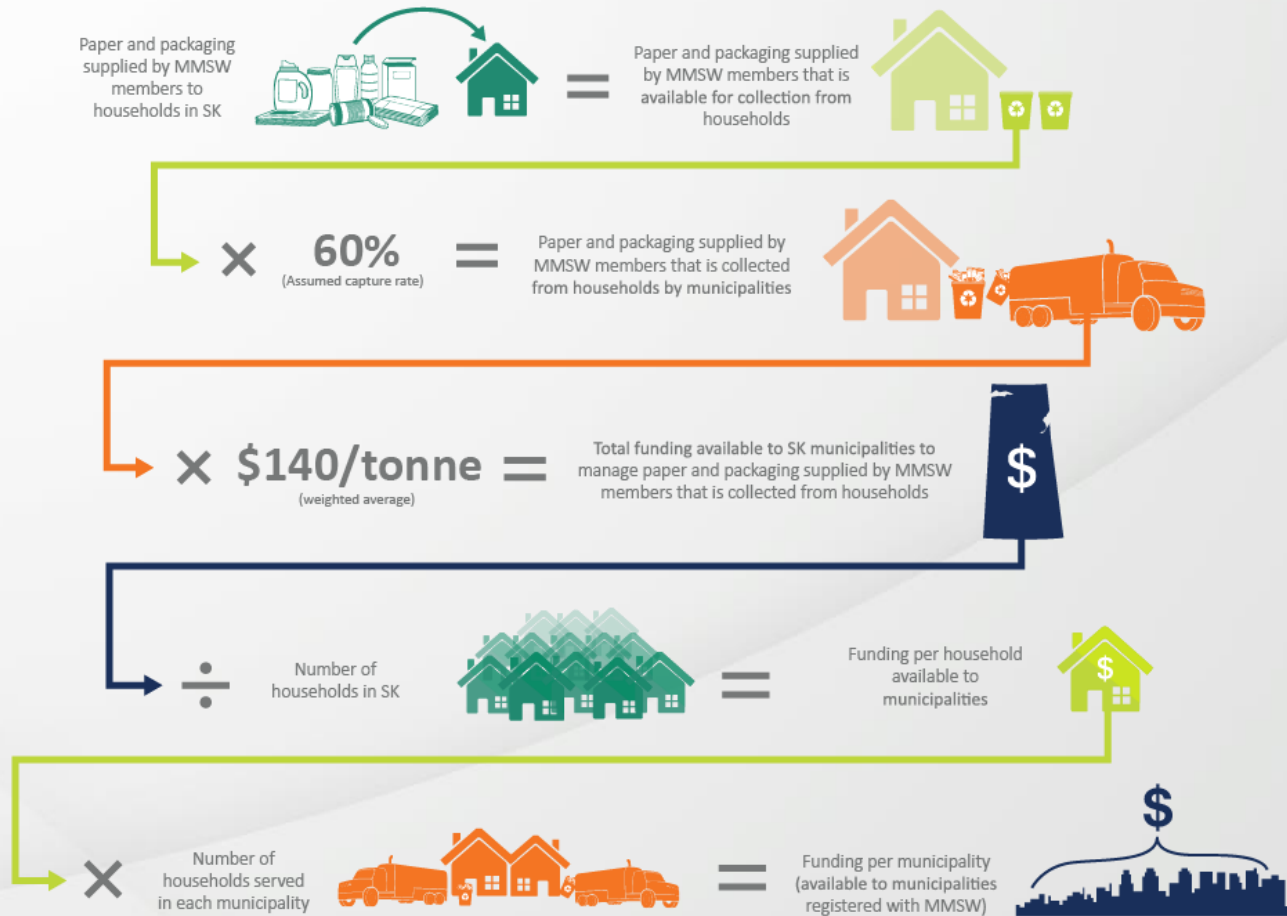 Paper and packaging
supplied by MMSW
members to
households in SK
=
Paper and packaging supplied
by MMSW members that is
available for collection from
households
×
60%
(Assumed capture rate)
=
Paper and packaging supplied by
MMSW members that is collected
from households by municipalities
×
$140/tonne
(weighted average)
=
Total funding available to SK municipalities to
manage paper and packaging supplied by MMSW
members that is collected from households
$
÷
Number of
households in SK
=
Funding per household
available to
municipalities
$
×
Number of
households served
in each municipality
=
Funding per municipality
(available to municipalities
registered with MMSW)
$